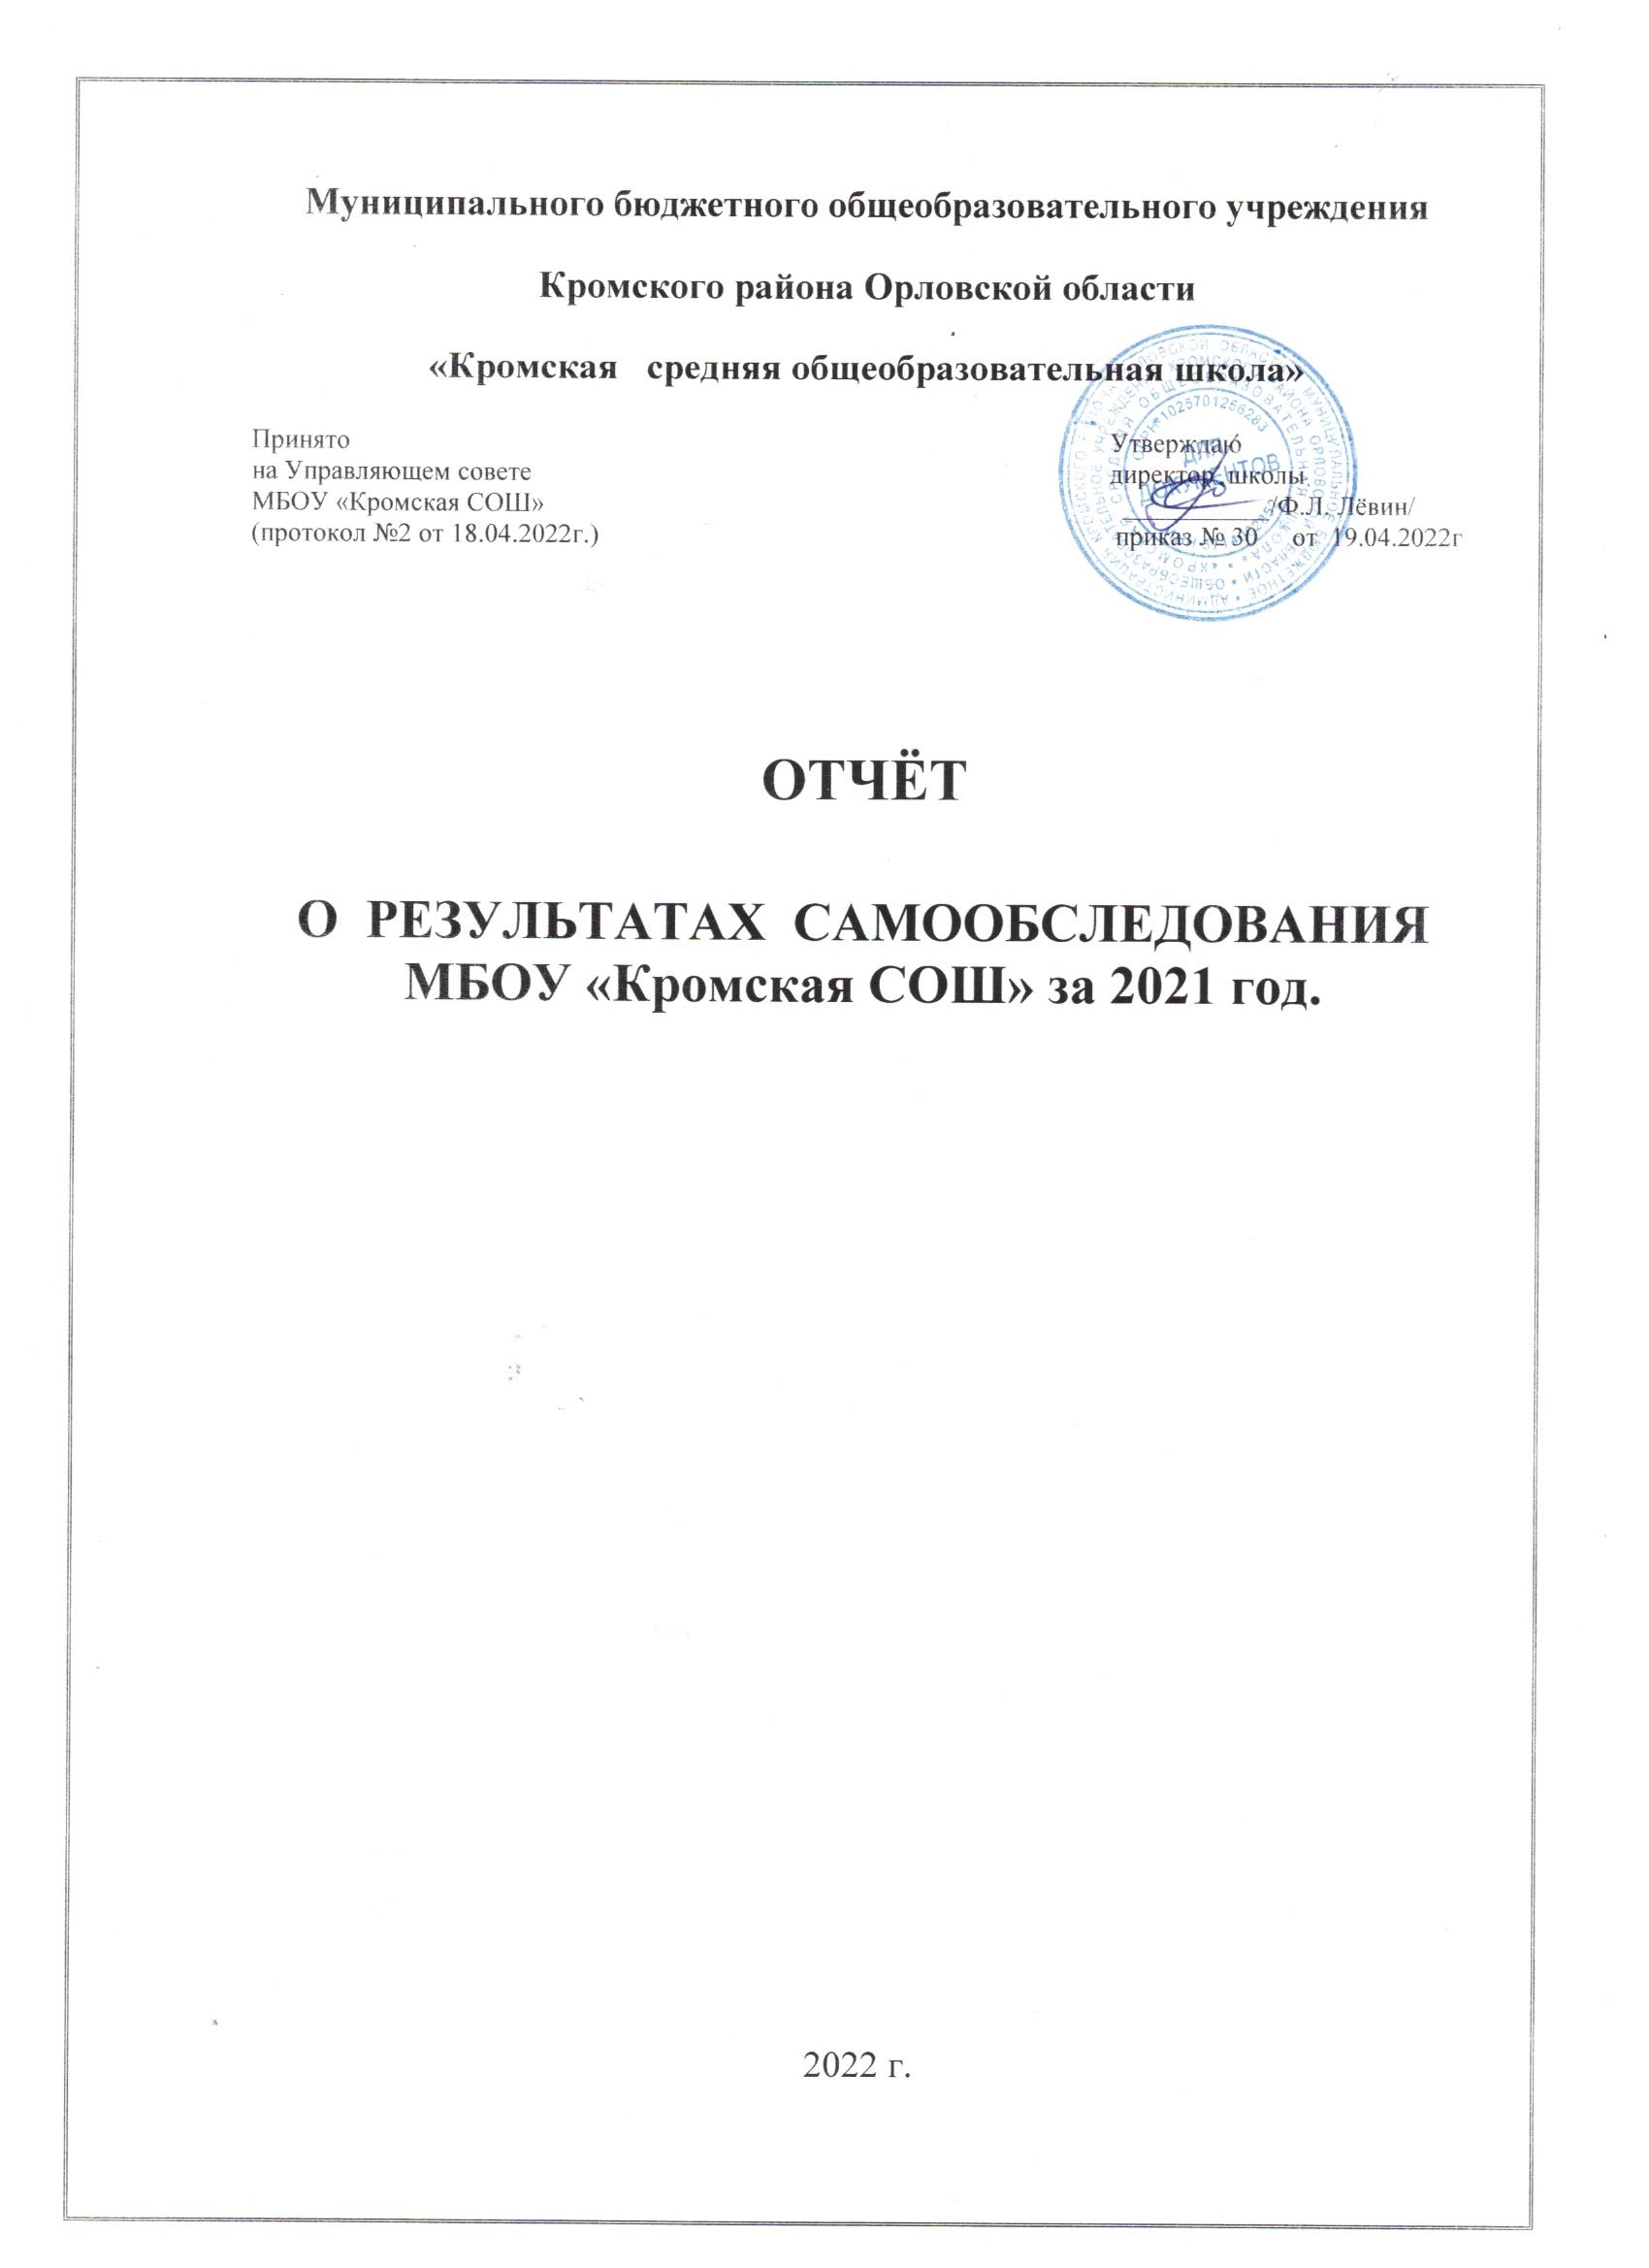 Муниципального бюджетного общеобразовательного учреждения
Кромского района Орловской области
«Кромская средняя общеобразовательная школа»
Принято
на Управляющем совете
МБОУ «Кромская СОШ»
(протокол №2 от 18.04.2022г.)
Утверждаю
директор школы
/Ф.Л. Лёвин/
приказ № 30 от 19.04.2022г
ДЛЯ
ДОКУМЕНТОВ
ОТЧЁТ
О РЕЗУЛЬТАТАХ САМООБСЛЕДОВАНИЯ
МБОУ «Кромская СОШ» за 2021 год.
2022 г.